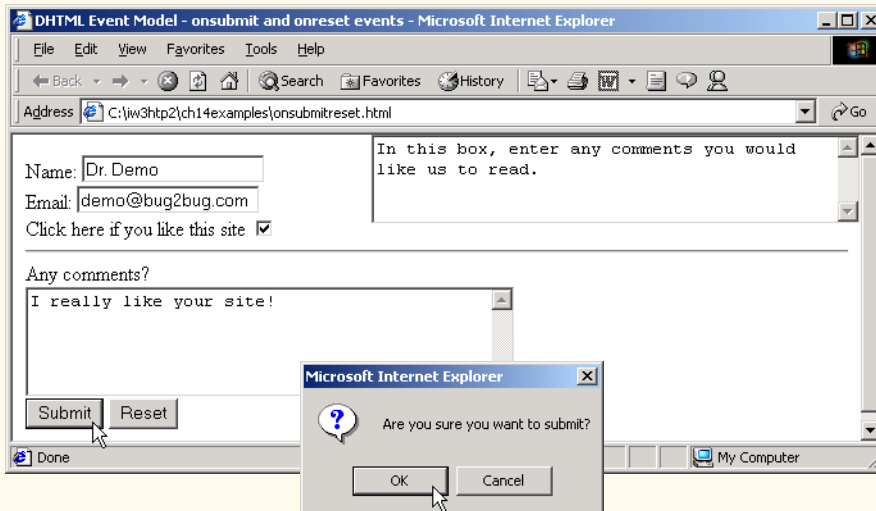 DHTML Event Model - onsubmit and onreset events - Microsoft Internet Explorer
File Edit View Favorites Tools Help
Back Search Favorites History
Address C:\iw3htp2\ch14examples\onsubmitreset.html Go
In this box, enter any comments you would
like us to read.
Name: Dr. Demo
Email: demo@bug2bug.com
Click here if you like this site
Any comments?
I really like your site!
Submit Reset
Microsoft Internet Explorer
Are you sure you want to submit?
OK Cancel
Done My Computer